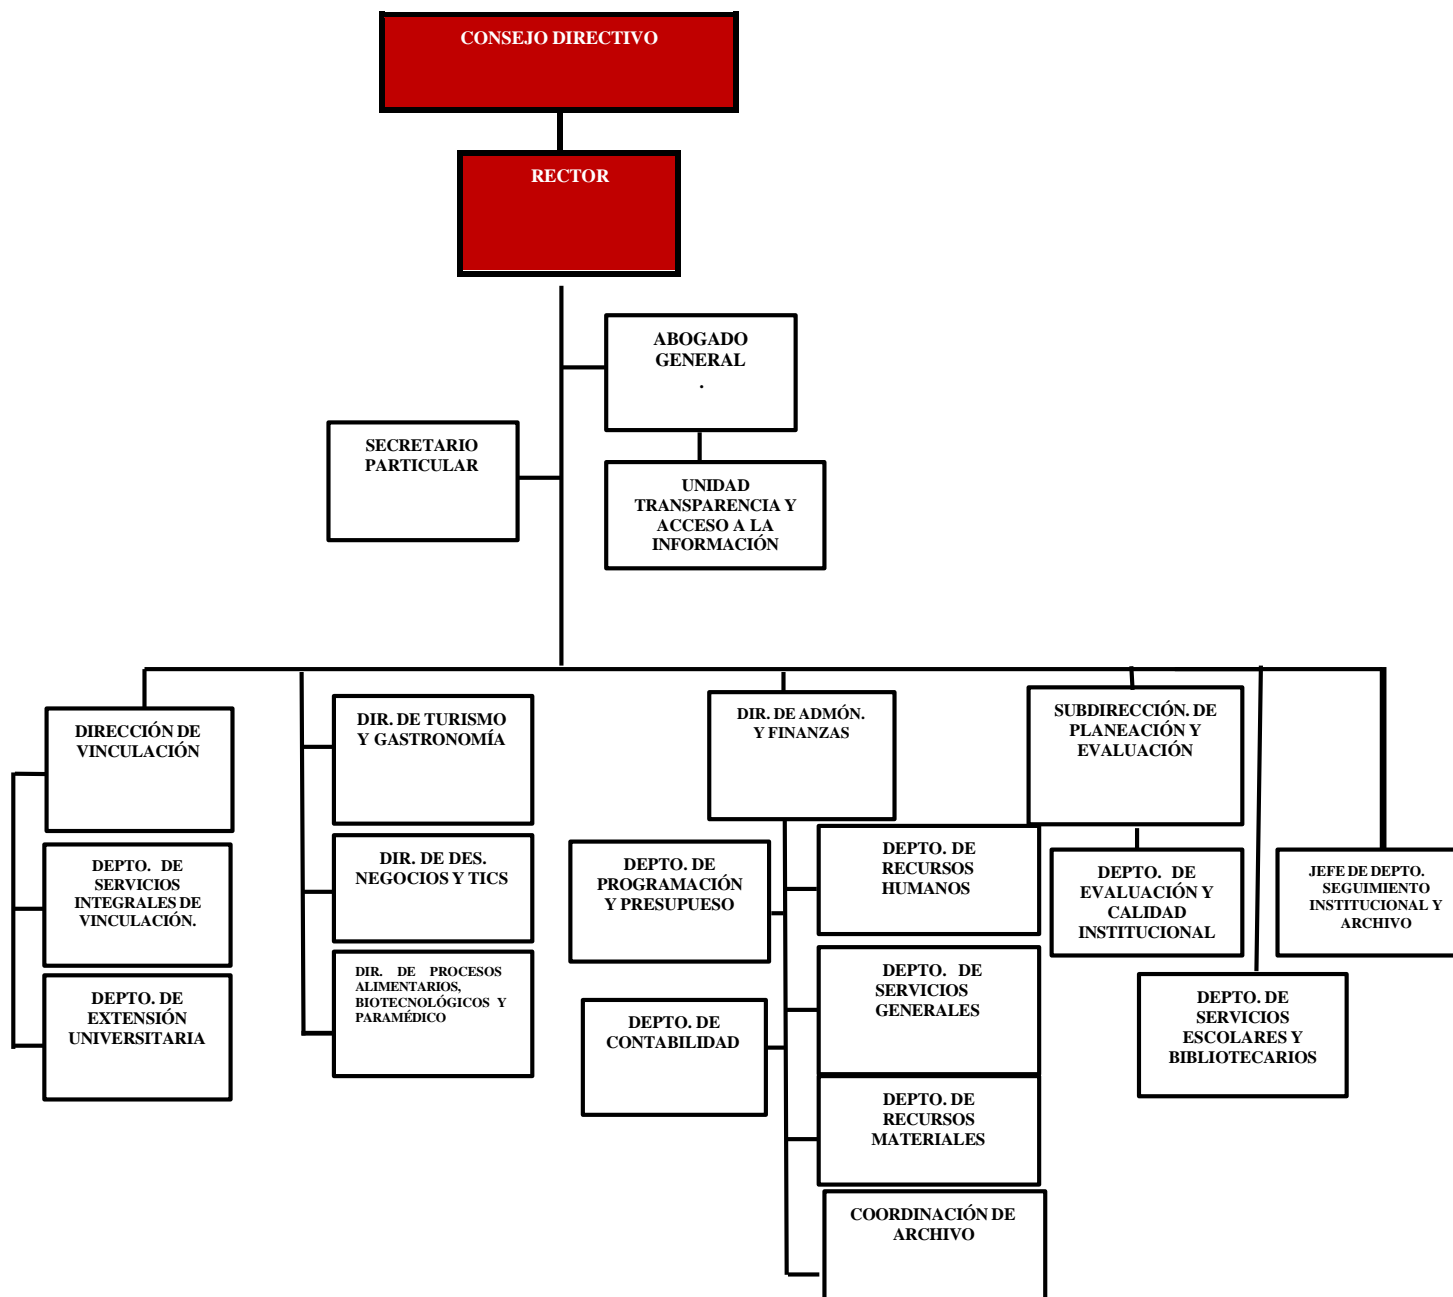 CONSEJO DIRECTIVO
RECTOR
ABOGADO
GENERAL
.
SECRETARIO
PARTICULAR
UNIDAD
TRANSPARENCIA Y
ACCESO A LA
INFORMACIÓN
DIRECCIÓN DE
VINCULACIÓN
DEPTO. DE
SERVICIOS
INTEGRALES DE
VINCULACIÓN.
DEPTO. DE
EXTENSIÓN
UNIVERSITARIA
DIR. DE TURISMO
Y GASTRONOMÍA
DIR. DE DES.
NEGOCIOS Y TICS
DIR. DE PROCESOS
ALIMENTARIOS,
BIOTECNOLÓGICOS Y
PARAMÉDICO
DIR. DE ADMÓN.
Y FINANZAS
DEPTO. DE
PROGRAMACIÓN
Y PRESUPUESO
DEPTO. DE
CONTABILIDAD
DEPTO. DE
RECURSOS
HUMANOS
DEPTO. DE
SERVICIOS
GENERALES
DEPTO. DE
RECURSOS
MATERIALES
COORDINACIÓN DE
ARCHIVO
SUBDIRECCIÓN. DE
PLANEACIÓN Y
EVALUACIÓN
DEPTO. DE
EVALUACIÓN Y
CALIDAD
INSTITUCIONAL
DEPTO. DE
SERVICIOS
ESCOLARES Y
BIBLIOTECARIOS
JEFE DE DEPTO.
SEGUIMIENTO
INSTITUCIONAL Y
ARCHIVO